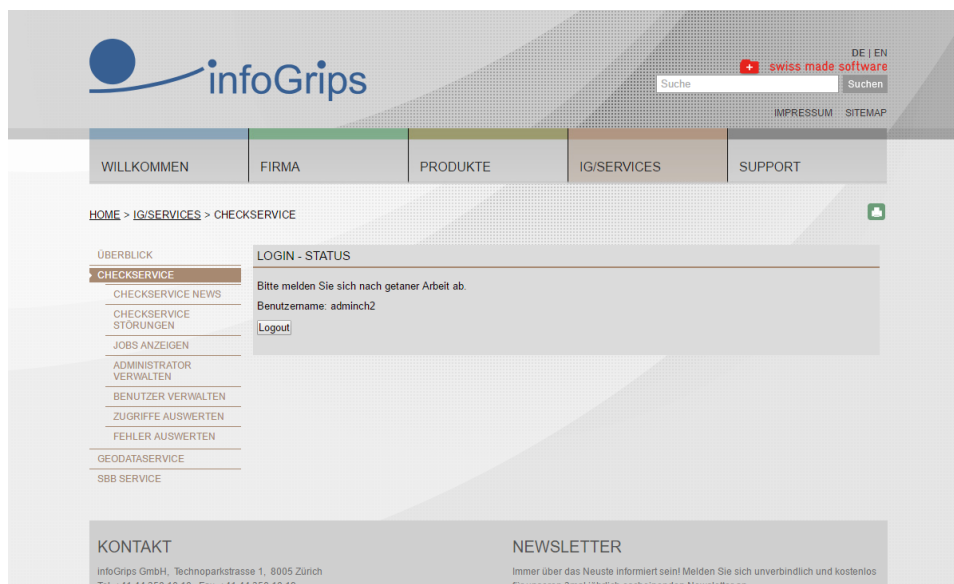 infoGrips
DE | EN
swiss made software
Suche
Suchen
IMPRESSUM SITEMAP
WILLKOMMEN
FIRMA
PRODUKTE
IG/SERVICES
SUPPORT
HOME > IG/SERVICES > CHECKSERVICE
ÜBERBLICK
CHECKSERVICE
CHECKSERVICE NEWS
CHECKSERVICE
STÖRUNGEN
JOBS ANZEIGEN
ADMINISTRATOR
VERWALTEN
BENUTZER VERWALTEN
ZUGRIFFE AUSWERTEN
FEHLER AUSWERTEN
GEODATASERVICE
SBB SERVICE
LOGIN - STATUS
Bitte melden Sie sich nach getaner Arbeit ab.
Benutzername: adminch2
Logout
KONTAKT
infoGrips GmbH, Technoparkstrasse 1, 8005 Zürich
NEWSLETTER
Immer über das Neuste informiert sein! Melden Sie sich unverbindlich und kostenlos